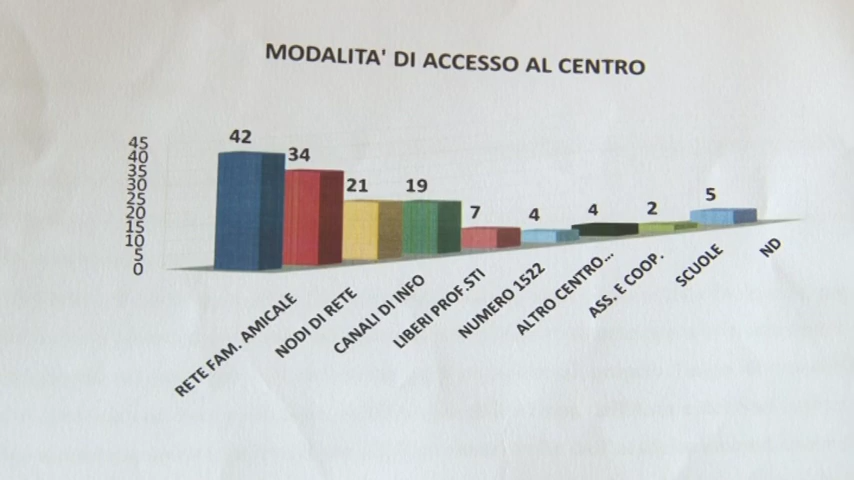 MODALITA' DI ACCESSO AL CENTRO
45
40
35
30
25
20
15
10
5
0
42
34
21
19
7
4
4
2
5
RETE FAM. AMICALE
NODI DI RETE
CANALI DI INFO
LIBERI PROF.STI
NUMERO 1522
ALTRO CENTRO...
ASS. E COOP.
SCUOLE
ND